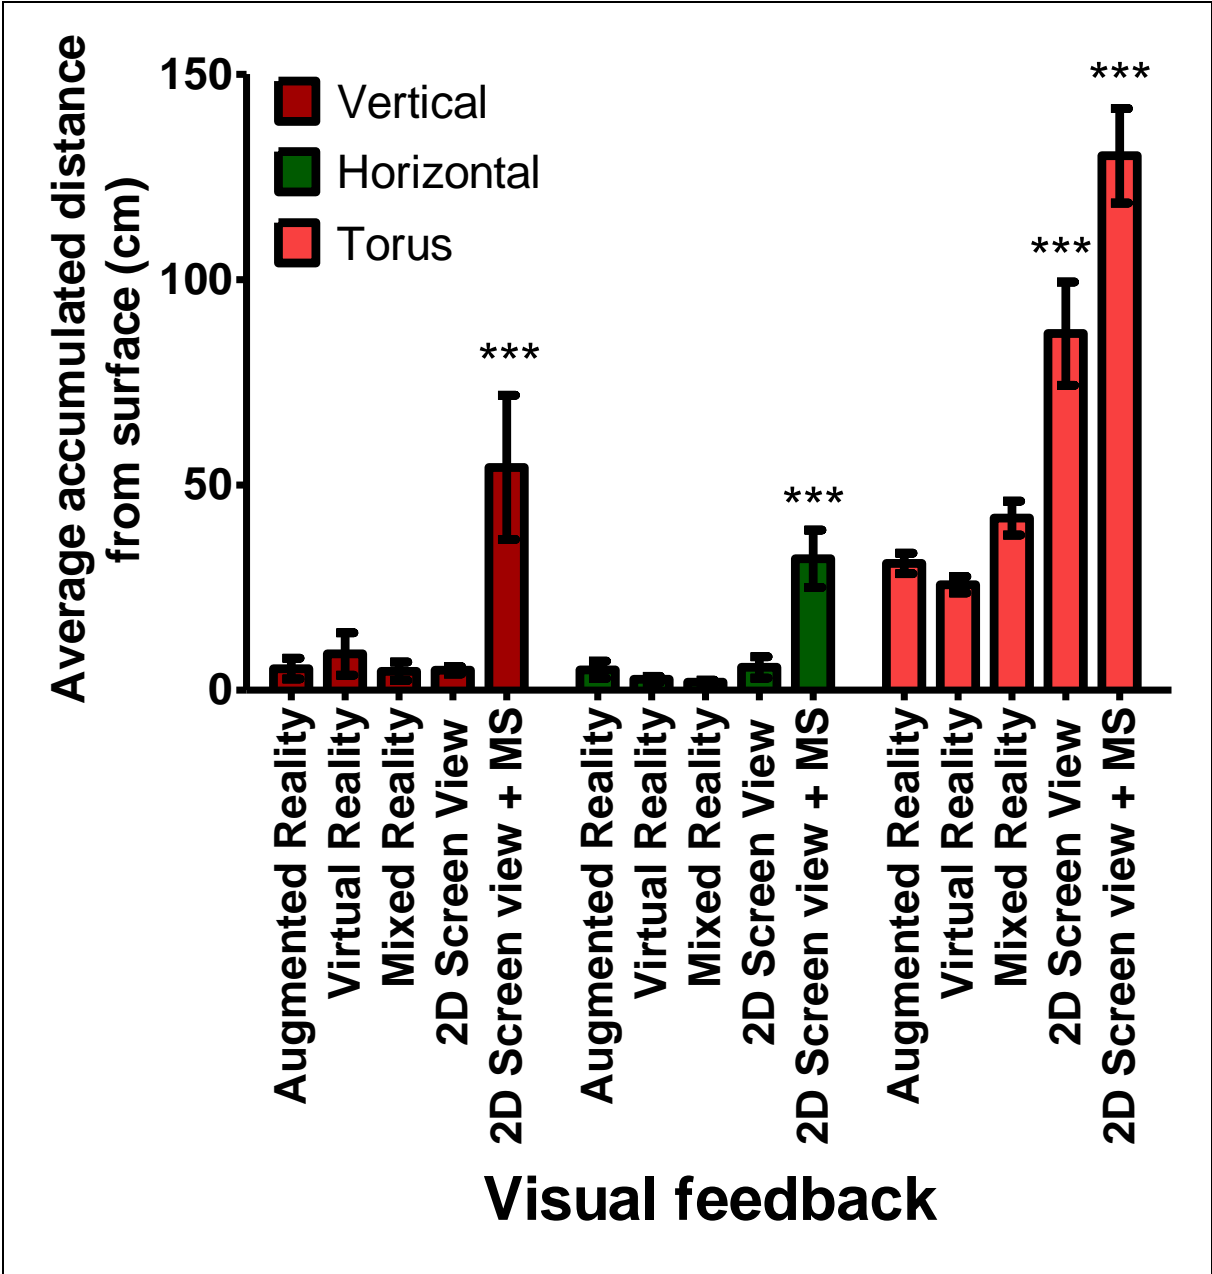 Average accumulated distance
from surface (cm)
150
100
50
0
Vertical
Horizontal
Torus
***
***
***
***
Augmented Reality
Virtual Reality
Mixed Reality
2D Screen View
2D Screen view + MS
Augmented Reality
Virtual Reality
Mixed Reality
2D Screen View
2D Screen view + MS
Augmented Reality
Virtual Reality
Mixed Reality
2D Screen View
2D Screen view + MS
Visual feedback